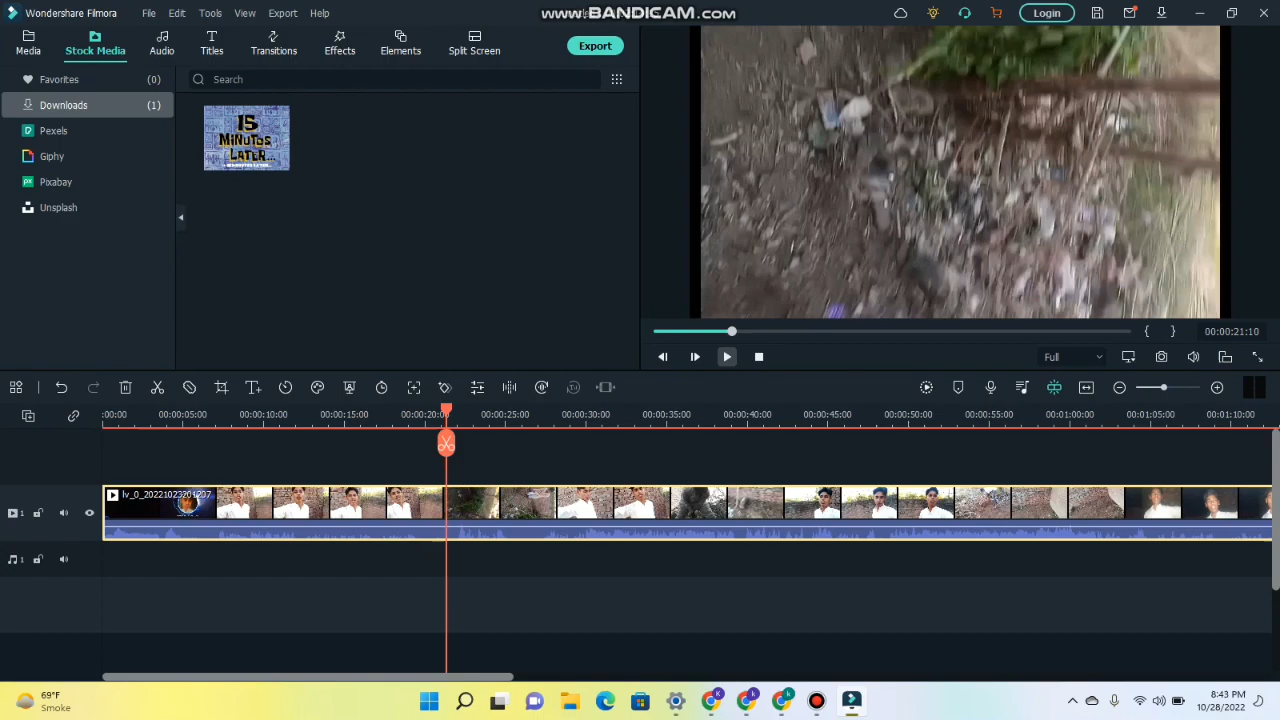 Wondershare Filmora File Edit Tools View Export Help www.BANDICAM.com Login
Media Stock Media Audio Titles Transitions Effects Elements Split Screen Export
Favorites (0) Search
Downloads (1)
Pexels
Giphy
Pixabay
Unsplash
15
MINUTES
LATER...
00:00:21:10
Full
:00:00 00:00:05:00 00:00:10:00 00:00:15:00 00:00:20:0 00:00:25:00 00:00:30:00 00:00:35:00 00:00:40:00 00:00:45:00 00:00:50:00 00:00:55:00 00:01:00:00 00:01:05:00 00:01:10:00
lv_0_20221023201207
1
1
69°F
Smoke
K k k
8:43 PM
10/28/2022